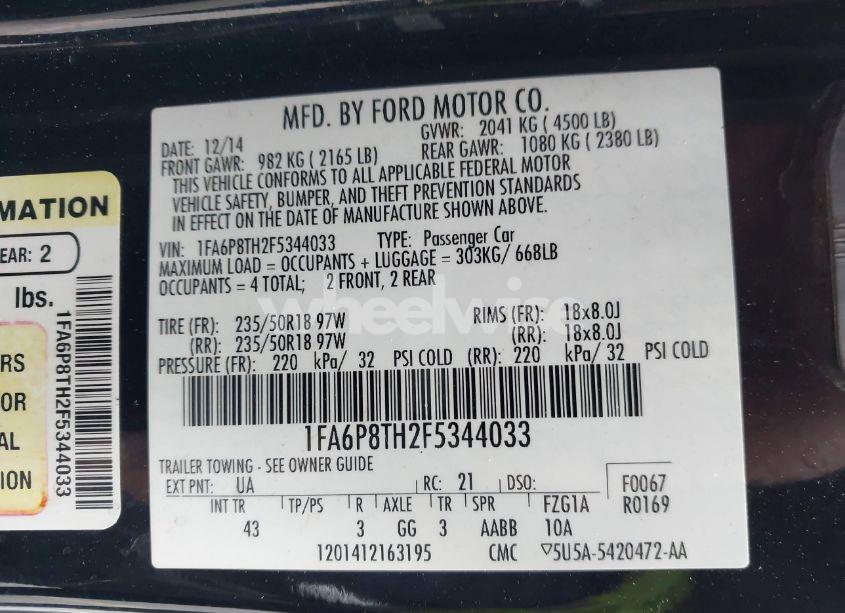 MFD. BY FORD MOTOR CO.
DATE: 12/14 GVWR: 2041 KG ( 4500 LB)
FRONT GAWR: 982 KG ( 2165 LB) REAR GAWR: 1080 KG ( 2380 LB)
THIS VEHICLE CONFORMS TO ALL APPLICABLE FEDERAL MOTOR
VEHICLE SAFETY, BUMPER, AND THEFT PREVENTION STANDARDS
IN EFFECT ON THE DATE OF MANUFACTURE SHOWN ABOVE.
VIN: 1FA6P8TH2F5344033 TYPE: Passenger Car
MAXIMUM LOAD = OCCUPANTS + LUGGAGE = 303KG/ 668LB
OCCUPANTS = 4 TOTAL; 2 FRONT, 2 REAR
wheelwise
TIRE (FR): 235/50R18 97W RIMS (FR): 18x8.0J
(RR): 235/50R18 97W (RR): 18x8.0J
PRESSURE (FR): 220 kPa/ 32 PSI COLD (RR): 220 kPa/ 32 PSI COLD
1FA6P8TH2F5344033
TRAILER TOWING - SEE OWNER GUIDE
EXT PNT: UA RC: 21 DSO: F0067
R0169
INT TR TP/PS R AXLE TR SPR FZG1A
43 3 GG 3 AABB 10A
1201412163195 CMC ▽5U5A-5420472-AA
MATION
EAR: 2
lbs.
1FA6P8TH2F5344033
RS
OR
AL
ION